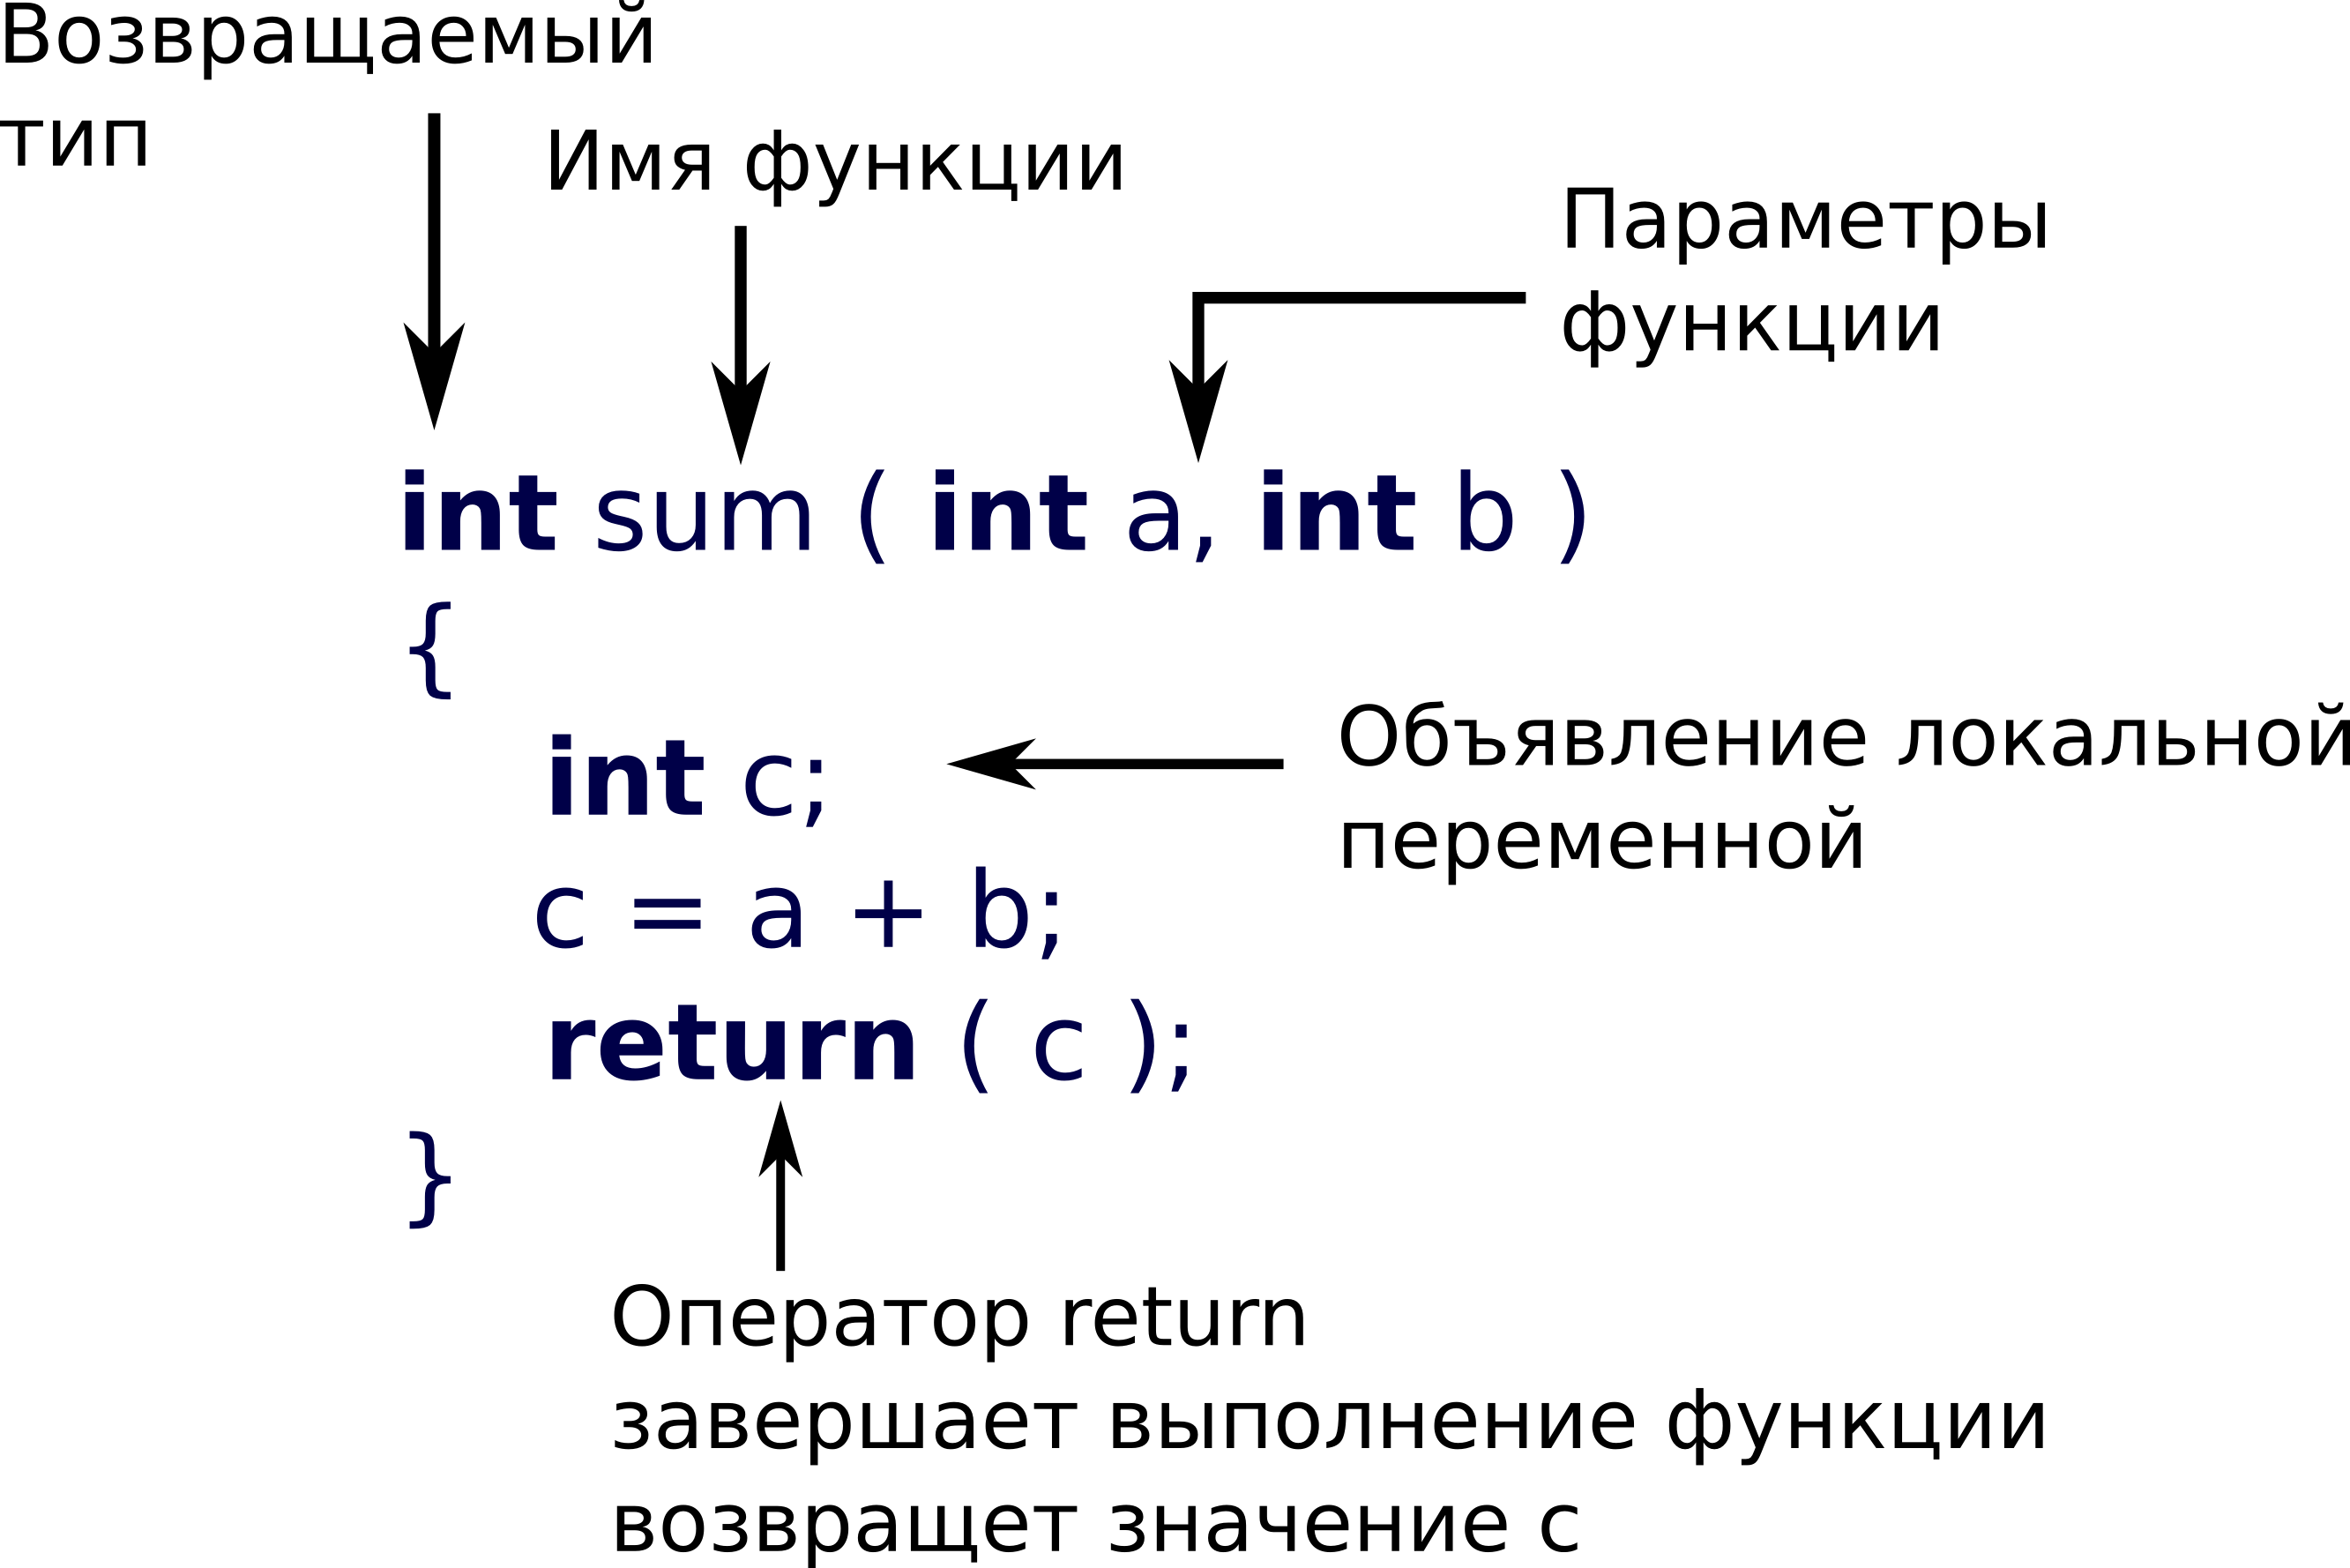 Возвращаемый
тип
Имя функции
Параметры
функции
int sum ( int a, int b )
{
int c;
Объявление локальной
переменной
c = a + b;
return ( c );
}
Оператор return
завершает выполнение функции
возвращет значение с